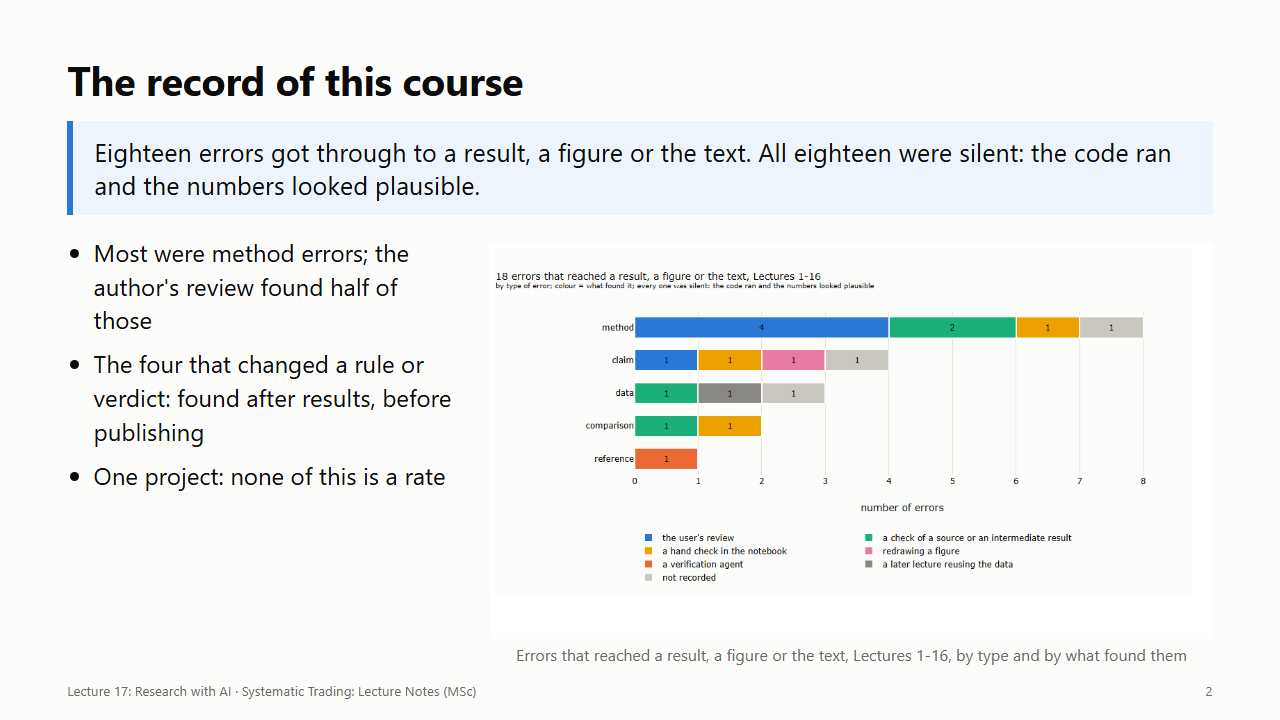 The record of this course
Eighteen errors got through to a result, a figure or the text. All eighteen were silent: the code ran
and the numbers looked plausible.
• Most were method errors; the
author's review found half of
those
• The four that changed a rule or
verdict: found after results, before
publishing
• One project: none of this is a rate
18 errors that reached a result, a figure or the text, Lectures 1-16
by type of error; colour = what found it; every one was silent: the code ran and the numbers looked plausible
method 4 2 1 1
claim 1 1 1 1
data 1 1 1
comparison 1 1
reference 1
0 1 2 3 4 5 6 7 8
number of errors
the user's review
a hand check in the notebook
a verification agent
not recorded
a check of a source or an intermediate result
redrawing a figure
a later lecture reusing the data
Errors that reached a result, a figure or the text, Lectures 1-16, by type and by what found them
Lecture 17: Research with AI · Systematic Trading: Lecture Notes (MSc)
2